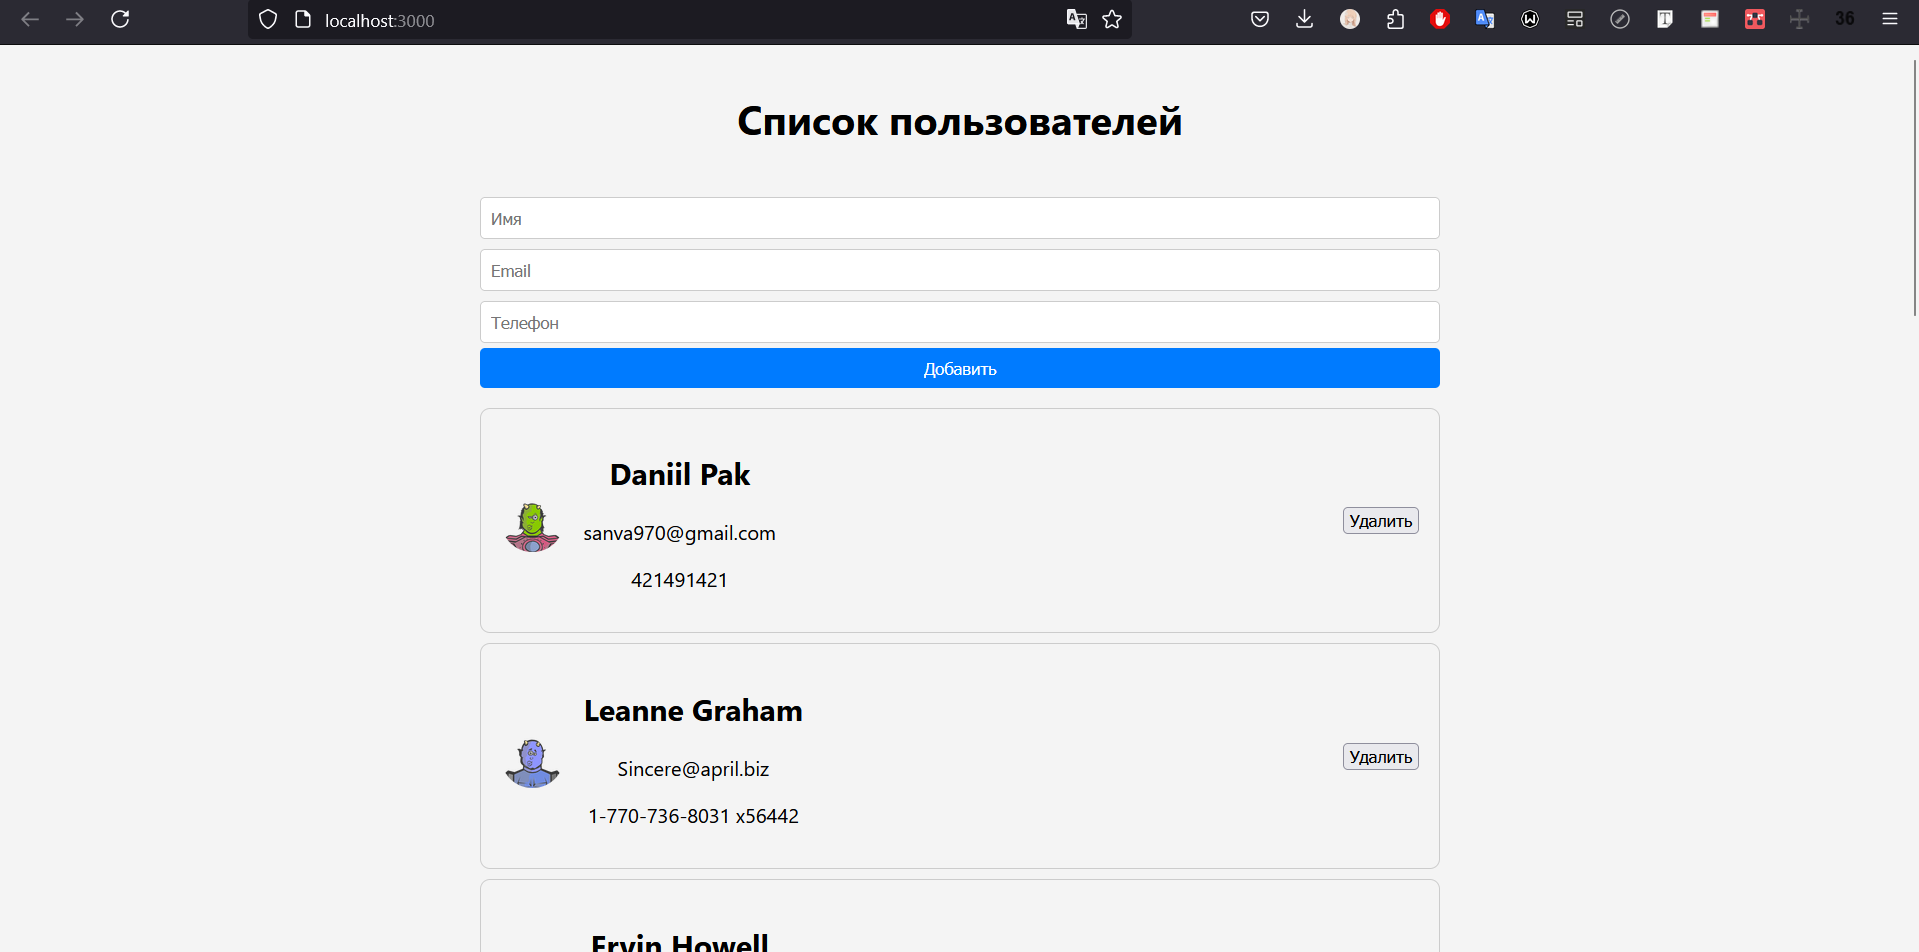 localhost:3000
36
Список пользователей
Имя
Email
Телефон
Добавить
Daniil Pak
sanva970@gmail.com
421491421
Удалить
Leanne Graham
Sincere@april.biz
1-770-736-8031 x56442
Удалить
Ervin Howell